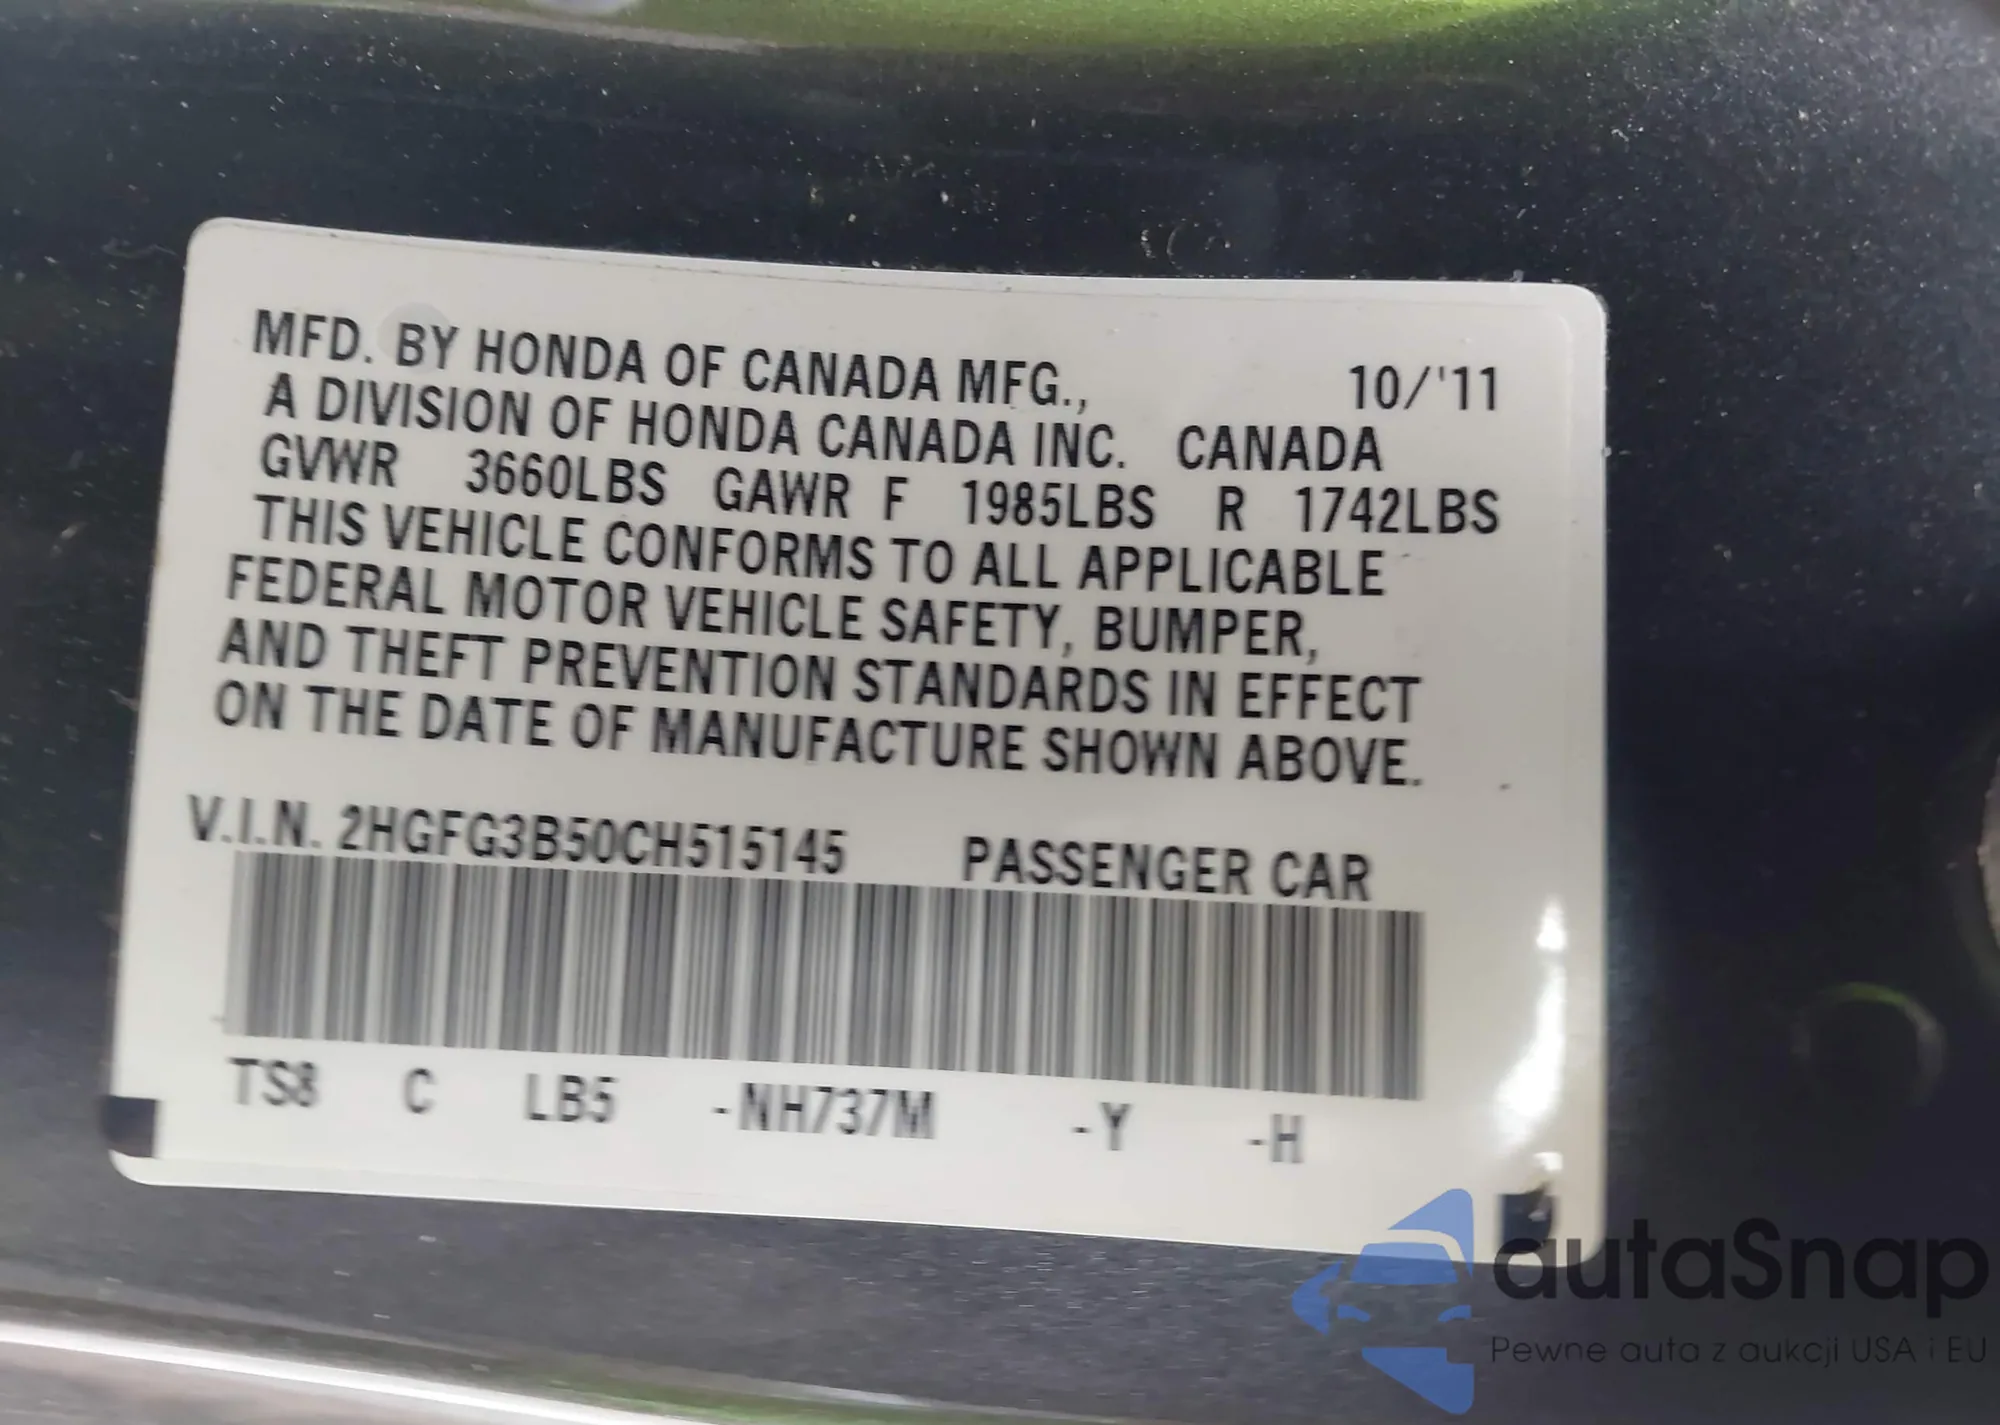 MFD. BY HONDA OF CANADA MFG., 10/'11
A DIVISION OF HONDA CANADA INC. CANADA
GVWR 3660LBS GAWR F 1985LBS R 1742LBS
THIS VEHICLE CONFORMS TO ALL APPLICABLE
FEDERAL MOTOR VEHICLE SAFETY, BUMPER,
AND THEFT PREVENTION STANDARDS IN EFFECT
ON THE DATE OF MANUFACTURE SHOWN ABOVE.
V.I.N. 2HGFG3B50CH515145 PASSENGER CAR
TS8 C LB5 -NH737M -Y -H
autaSnap
Pewne auta z aukcji USA i EU